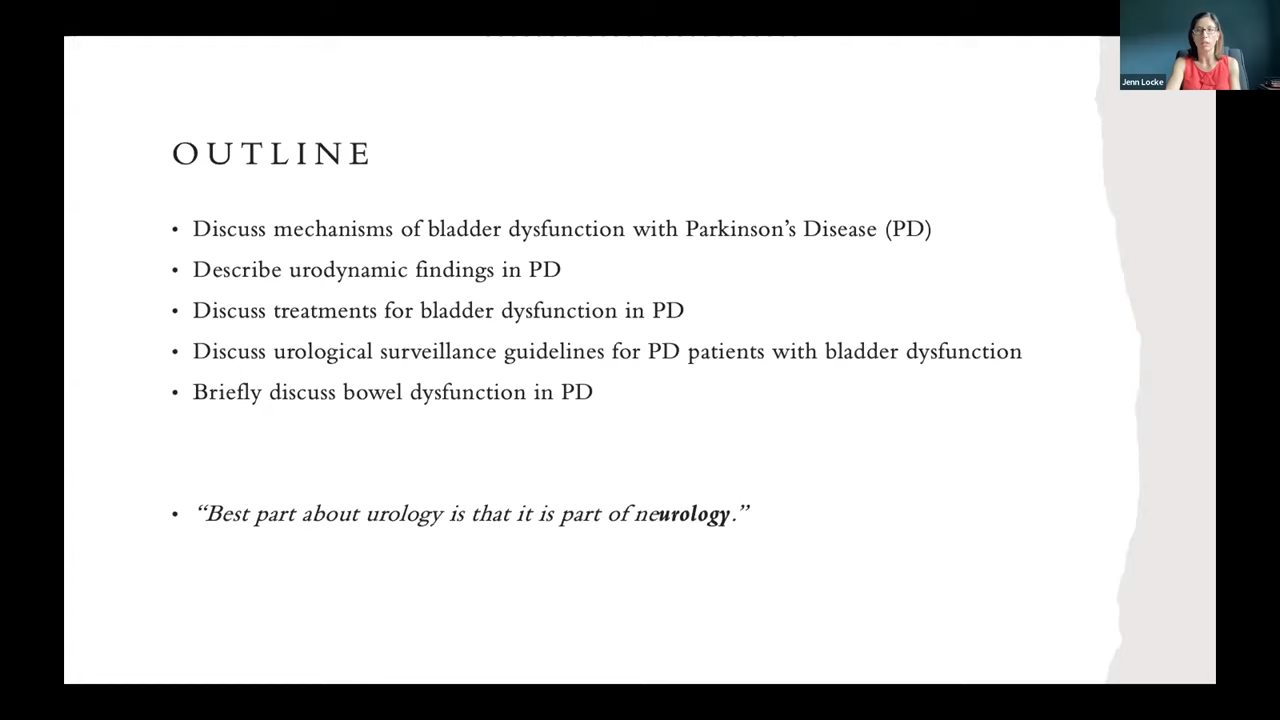 Jenn Locke
OUTLINE
• Discuss mechanisms of bladder dysfunction with Parkinson’s Disease (PD)
• Describe urodynamic findings in PD
• Discuss treatments for bladder dysfunction in PD
• Discuss urological surveillance guidelines for PD patients with bladder dysfunction
• Briefly discuss bowel dysfunction in PD
• “Best part about urology is that it is part of neurology.”